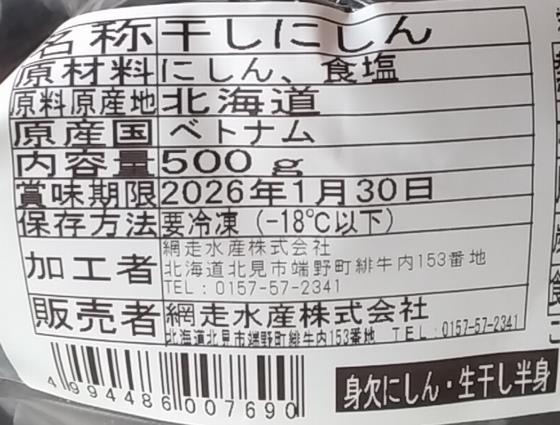 名称 干しにしん
原材料 にしん、食塩
原料原産地 北海道
原産国 ベトナム
内容量 500g
賞味期限 2026年1月30日
保存方法 要冷凍(-18℃以下)
加工者 網走水産株式会社
北海道北見市端野町緋牛内153番地
TEL:0157-57-2341
販売者 網走水産株式会社
北海道北見市端野町緋牛内153番地 TEL:0157-57-2341
4994486007690
身欠にしん・生干し半身